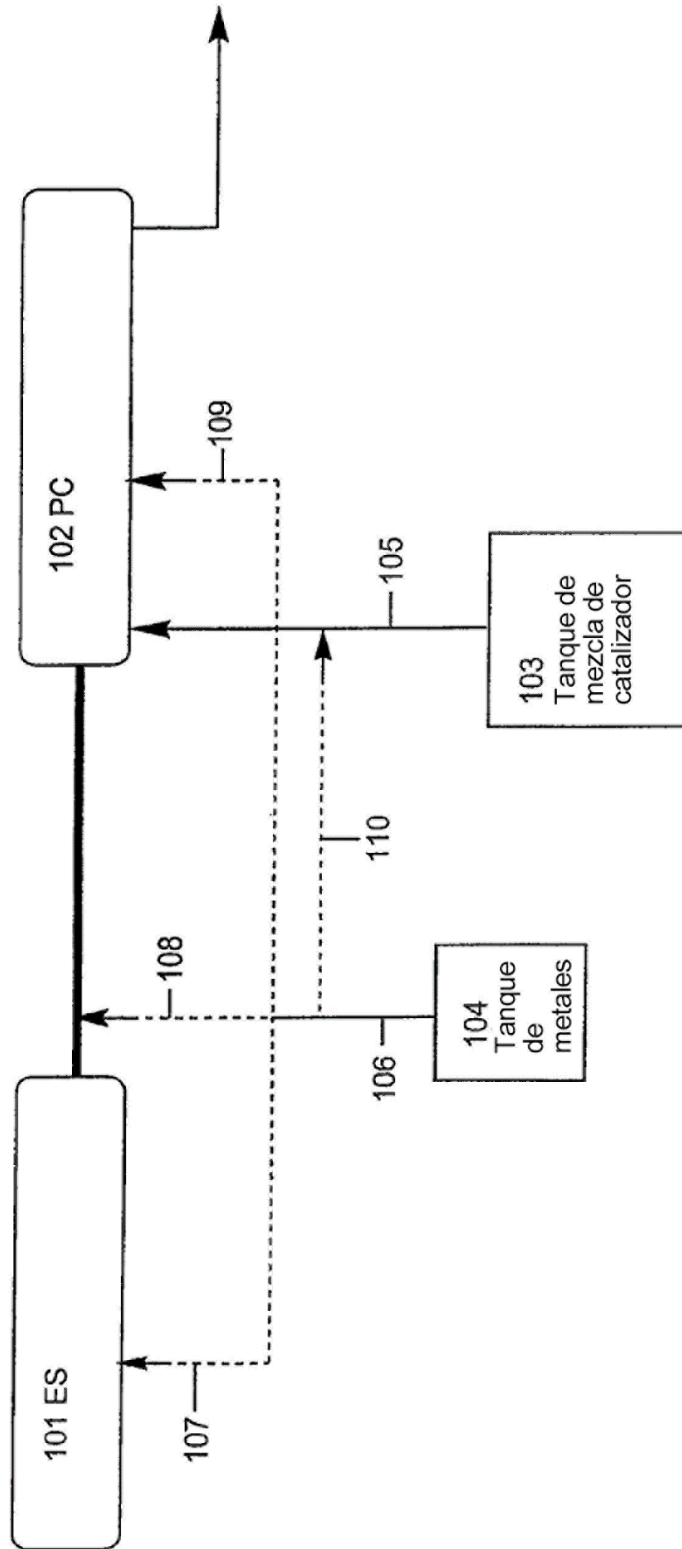 101 ES
102 PC
107
108
109
110
106
105
104
Tanque
de
metales
103
Tanque de
mezcla de
catalizador